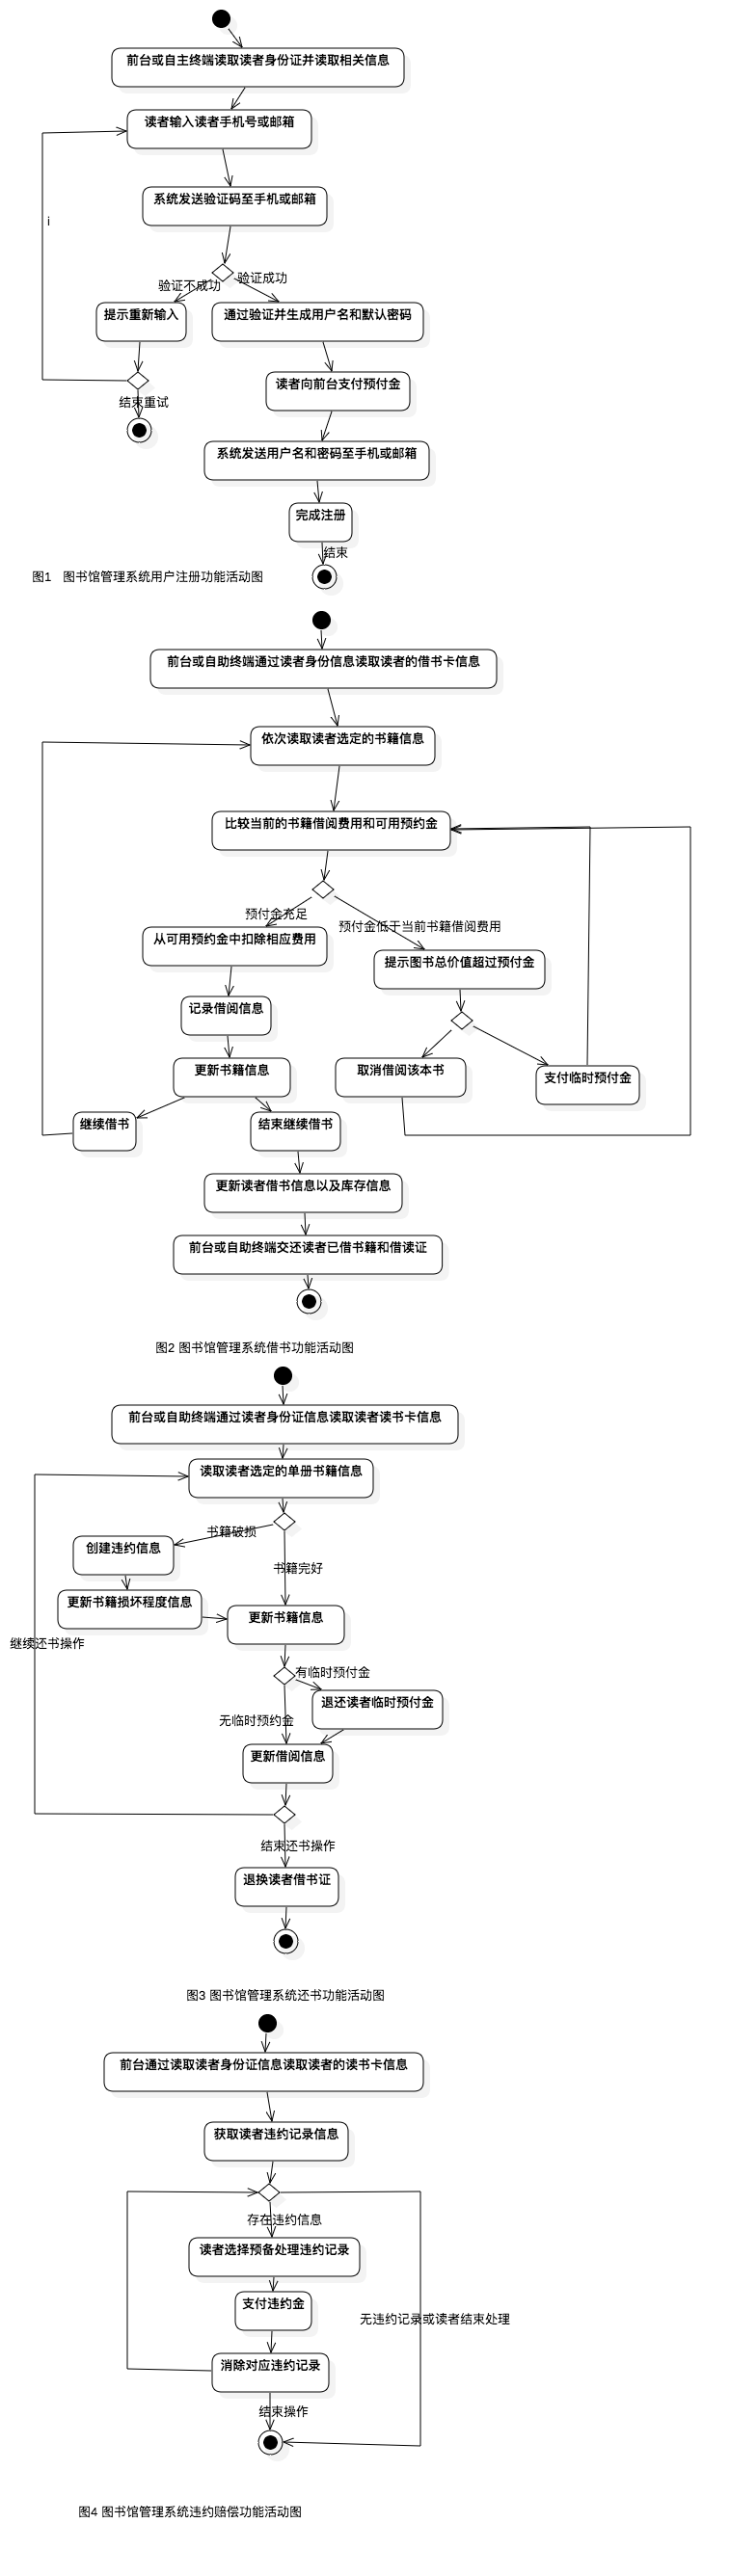 前台或自主终端读取读者身份证并读取相关信息
读者输入读者手机号或邮箱
系统发送验证码至手机或邮箱
i
验证不成功
验证成功
提示重新输入
通过验证并生成用户名和默认密码
读者向前台支付预付金
结束重试
系统发送用户名和密码至手机或邮箱
完成注册
结束
图1 图书馆管理系统用户注册功能活动图
前台或自助终端通过读者身份信息读取读者的借书卡信息
依次读取读者选定的书籍信息
比较当前的书籍借阅费用和可用预约金
预付金充足
预付金低于当前书籍借阅费用
从可用预约金中扣除相应费用
提示图书总价值超过预付金
记录借阅信息
更新书籍信息
取消借阅该本书
支付临时预付金
继续借书
结束继续借书
更新读者借书信息以及库存信息
前台或自助终端交还读者已借书籍和借读证
图2 图书馆管理系统借书功能活动图
前台或自助终端通过读者身份证信息读取读者读书卡信息
读取读者选定的单册书籍信息
书籍破损
创建违约信息
书籍完好
更新书籍损坏程度信息
更新书籍信息
继续还书操作
有临时预付金
退还读者临时预付金
无临时预约金
更新借阅信息
结束还书操作
退换读者借书证
图3 图书馆管理系统还书功能活动图
前台通过读取读者身份证信息读取读者的读书卡信息
获取读者违约记录信息
存在违约信息
读者选择预备处理违约记录
支付违约金
无违约记录或读者结束处理
消除对应违约记录
结束操作
图4 图书馆管理系统违约赔偿功能活动图